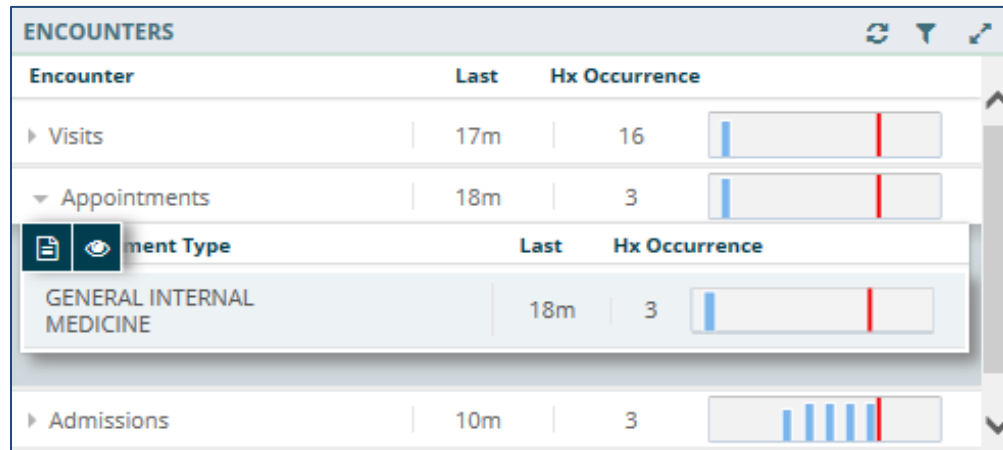 ENCOUNTERS
Encounter Last Hx Occurrence
Visits 17m 16
Appointments 18m 3
ment Type Last Hx Occurrence
GENERAL INTERNAL
MEDICINE 18m 3
Admissions 10m 3